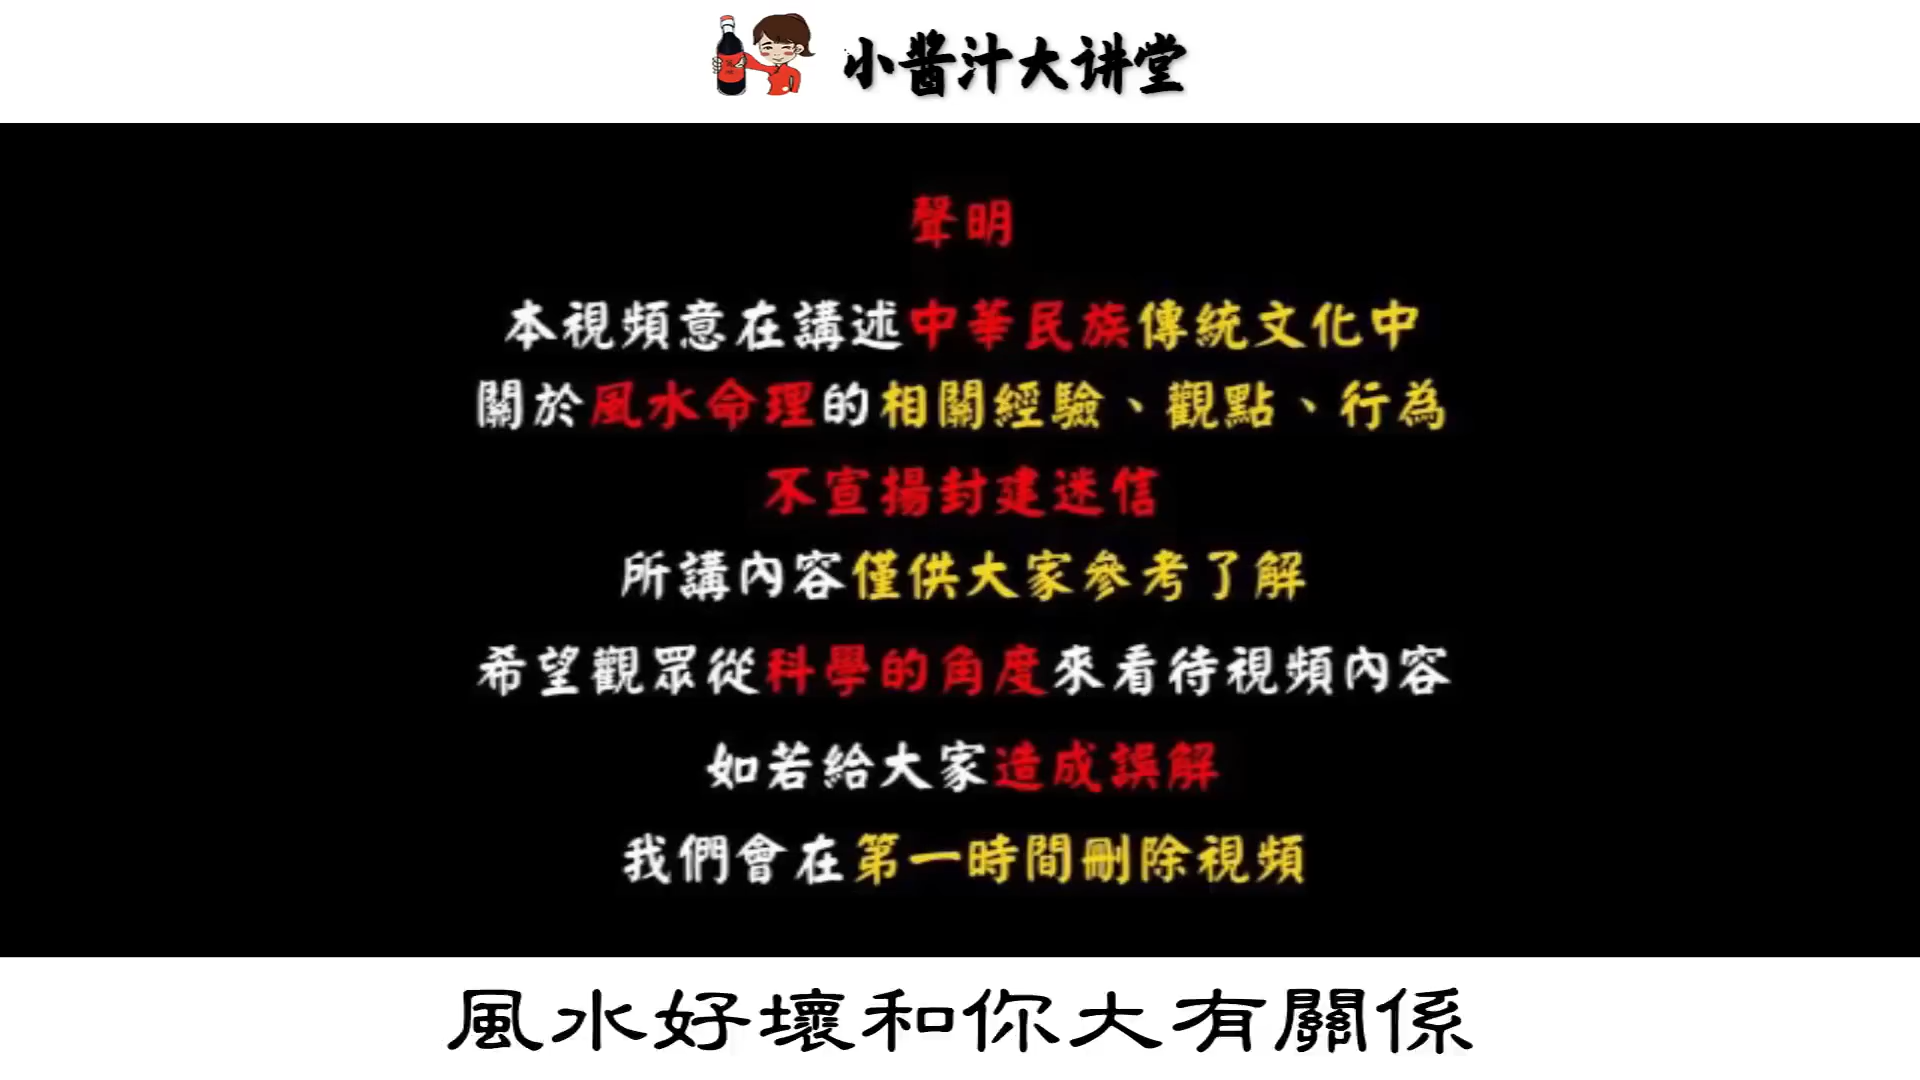 小酱汁大讲堂
聲明
本視頻意在講述中華民族傳統文化中
關於風水命理的相關經驗、觀點、行為
不宣揚封建迷信
所講內容僅供大家參考了解
希望觀眾從科學的角度來看待視頻內容
如若給大家造成誤解
我們會在第一時間刪除視頻
風水好壞和你大有關係